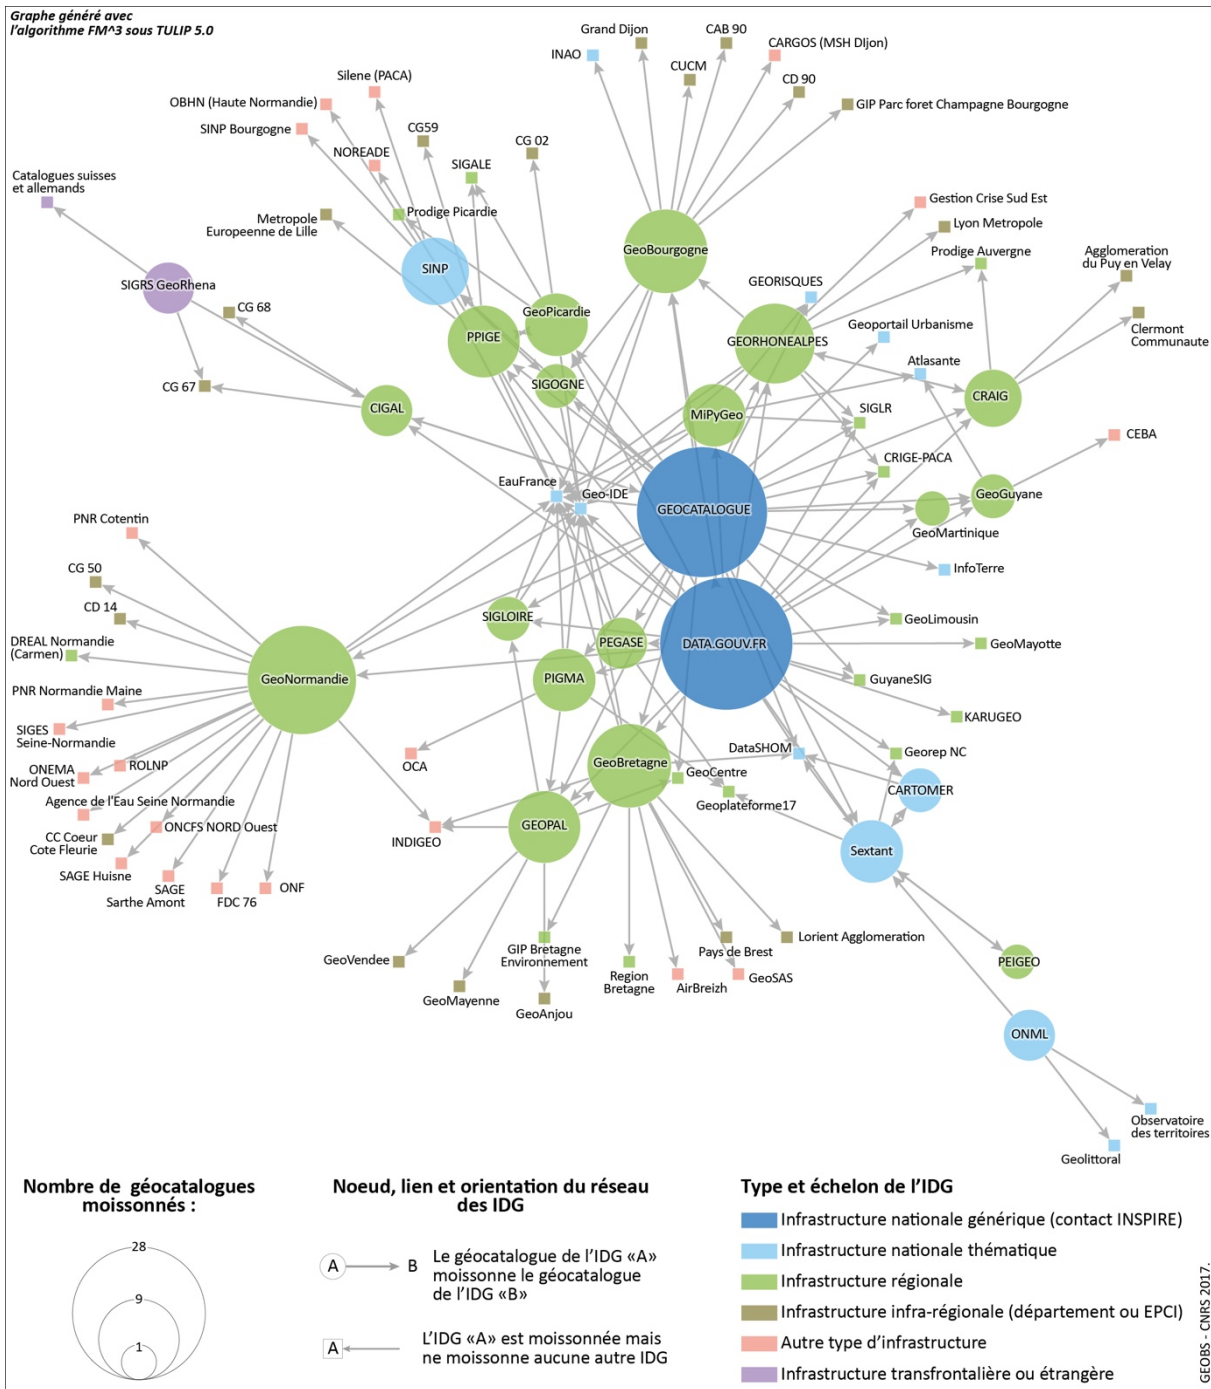 Graphe généré avec
l'algorithme FM^3 sous TULIP 5.0
Grand Dijon
CAB 90
INAO
CARGOS (MSH DIjon)
CUCM
CD 90
Silene (PACA)
OBHN (Haute Normandie)
GIP Parc foret Champagne Bourgogne
SINP Bourgogne
CG59
CG 02
NOREADE
SIGALE
Catalogues suisses
et allemands
Gestion Crise Sud Est
Metropole
Europeenne de Lille
Prodige Picardie
Lyon Metropole
GeoBourgogne
Prodige Auvergne
Agglomeration
du Puy en Velay
SINP
GEORISQUES
SIGRS GeoRhena
CG 68
GeoPicardie
Geoportail Urbanisme
PPIGE
GEORHONEALPES
Clermont
Communaute
Atlasante
CG 67
SIGOGNE
CRAIG
CIGAL
MiPyGeo
SIGLR
CEBA
CRIGE-PACA
EauFrance
Geo-IDE
GEOCATALOGUE
GeoGuyane
GeoMartinique
PNR Cotentin
CG 50
InfoTerre
CD 14
SIGLOIRE
GeoLimousin
DREAL Normandie
(Carmen)
PEGASE
DATA.GOUV.FR
GeoMayotte
GeoNormandie
PIGMA
GuyaneSIG
PNR Normandie Maine
KARUGEO
SIGES
Seine-Normandie
ROLNP
ONEMA
Nord Ouest
OCA
GeoBretagne
DataSHOM
Georep NC
GeoCentre
CARTOMER
Agence de l'Eau Seine Normandie
Geoplateforme17
ONCFS NORD Ouest
CC Coeur
Cote Fleurie
INDIGEO
GEOPAL
Sextant
SAGE Huisne
SAGE
Sarthe Amont
FDC 76
ONF
GeoVendee
GIP Bretagne
Environnement
Pays de Brest
Lorient Agglomeration
PEIGEO
GeoMayenne
GeoAnjou
Region
Bretagne
AirBreizh
GeoSAS
ONML
Observatoire
des territoires
Geolittoral
Nombre de géocatalogues
moissonnés :
28
9
1
Noeud, lien et orientation du réseau
des IDG
A
B
Le géocatalogue de l'IDG «A»
moissonne le géocatalogue
de l'IDG «B»
A
L'IDG «A» est moissonnée mais
ne moissonne aucune autre IDG
Type et échelon de l'IDG
Infrastructure nationale générique (contact INSPIRE)
Infrastructure nationale thématique
Infrastructure régionale
Infrastructure infra-régionale (département ou EPCI)
Autre type d'infrastructure
Infrastructure transfrontalière ou étrangère
GEOBS - CNRS 2017.